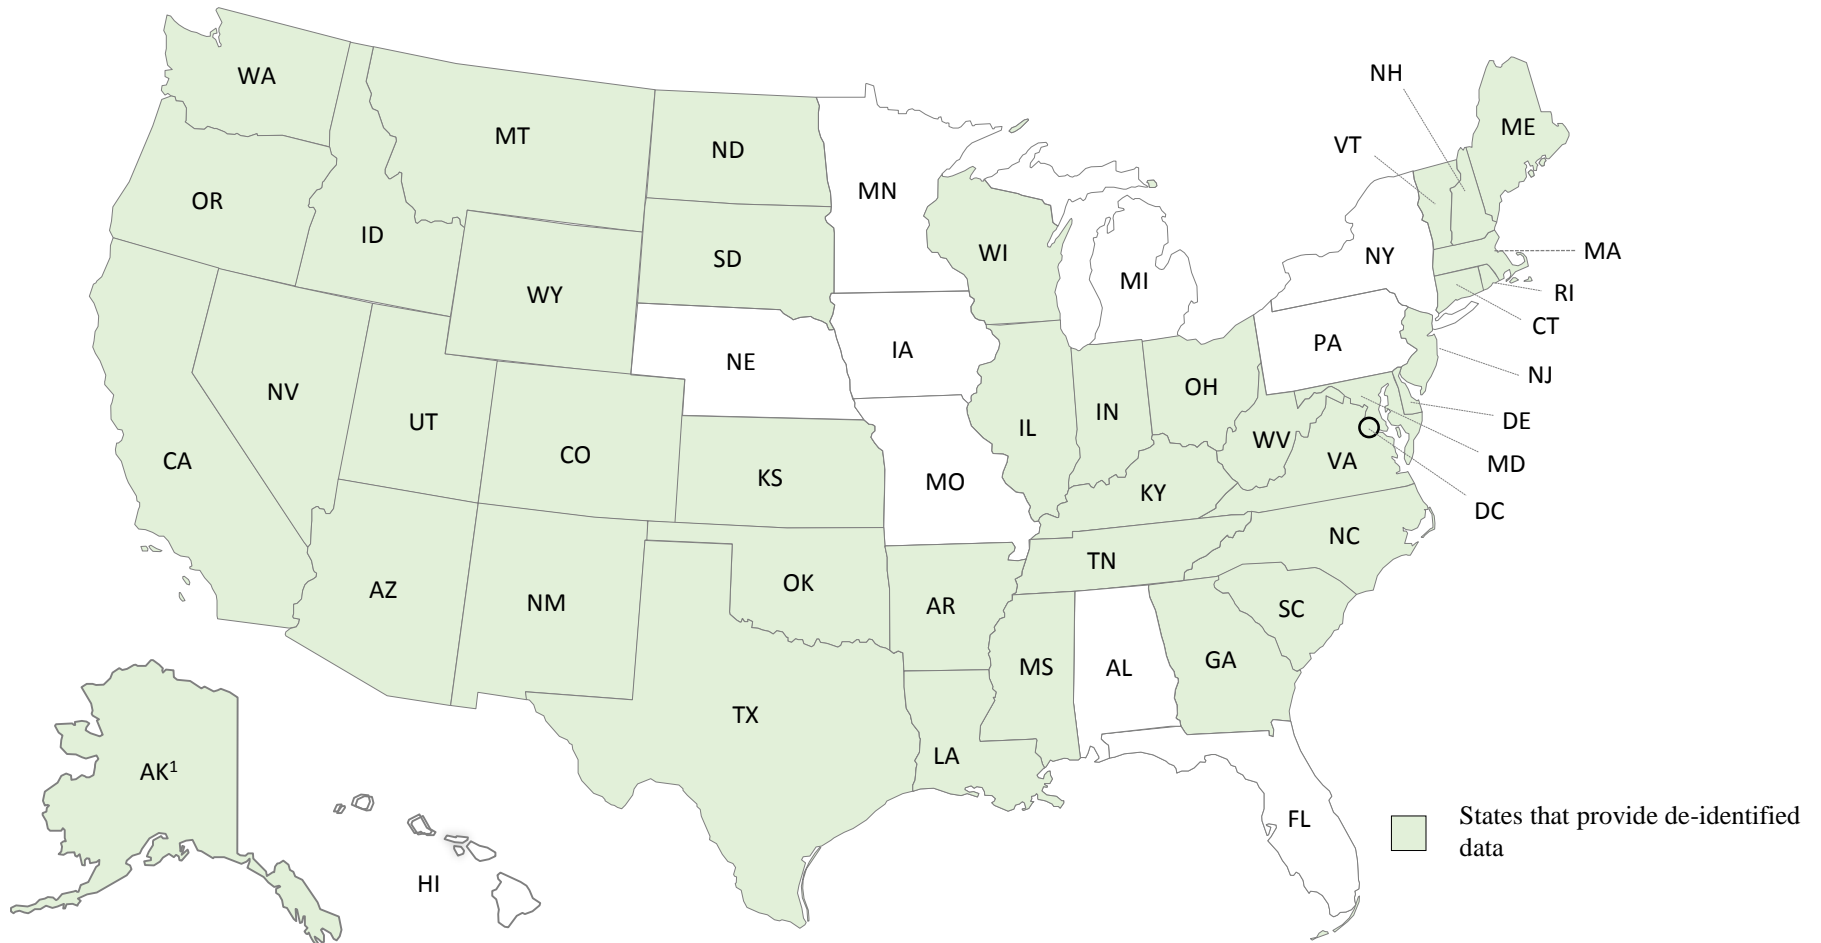 WA
MT
ND
MN
NH
VT
ME
OR
ID
SD
WI
MI
NY
MA
WY
RI
CT
NE
IA
PA
NJ
NV
UT
CO
CA
KS
MO
IL
IN
OH
WV
VA
DE
MD
DC
KY
NC
TN
AZ
NM
OK
AR
SC
MS
AL
GA
TX
LA
AK¹
HI
FL
States that provide de-identified
data